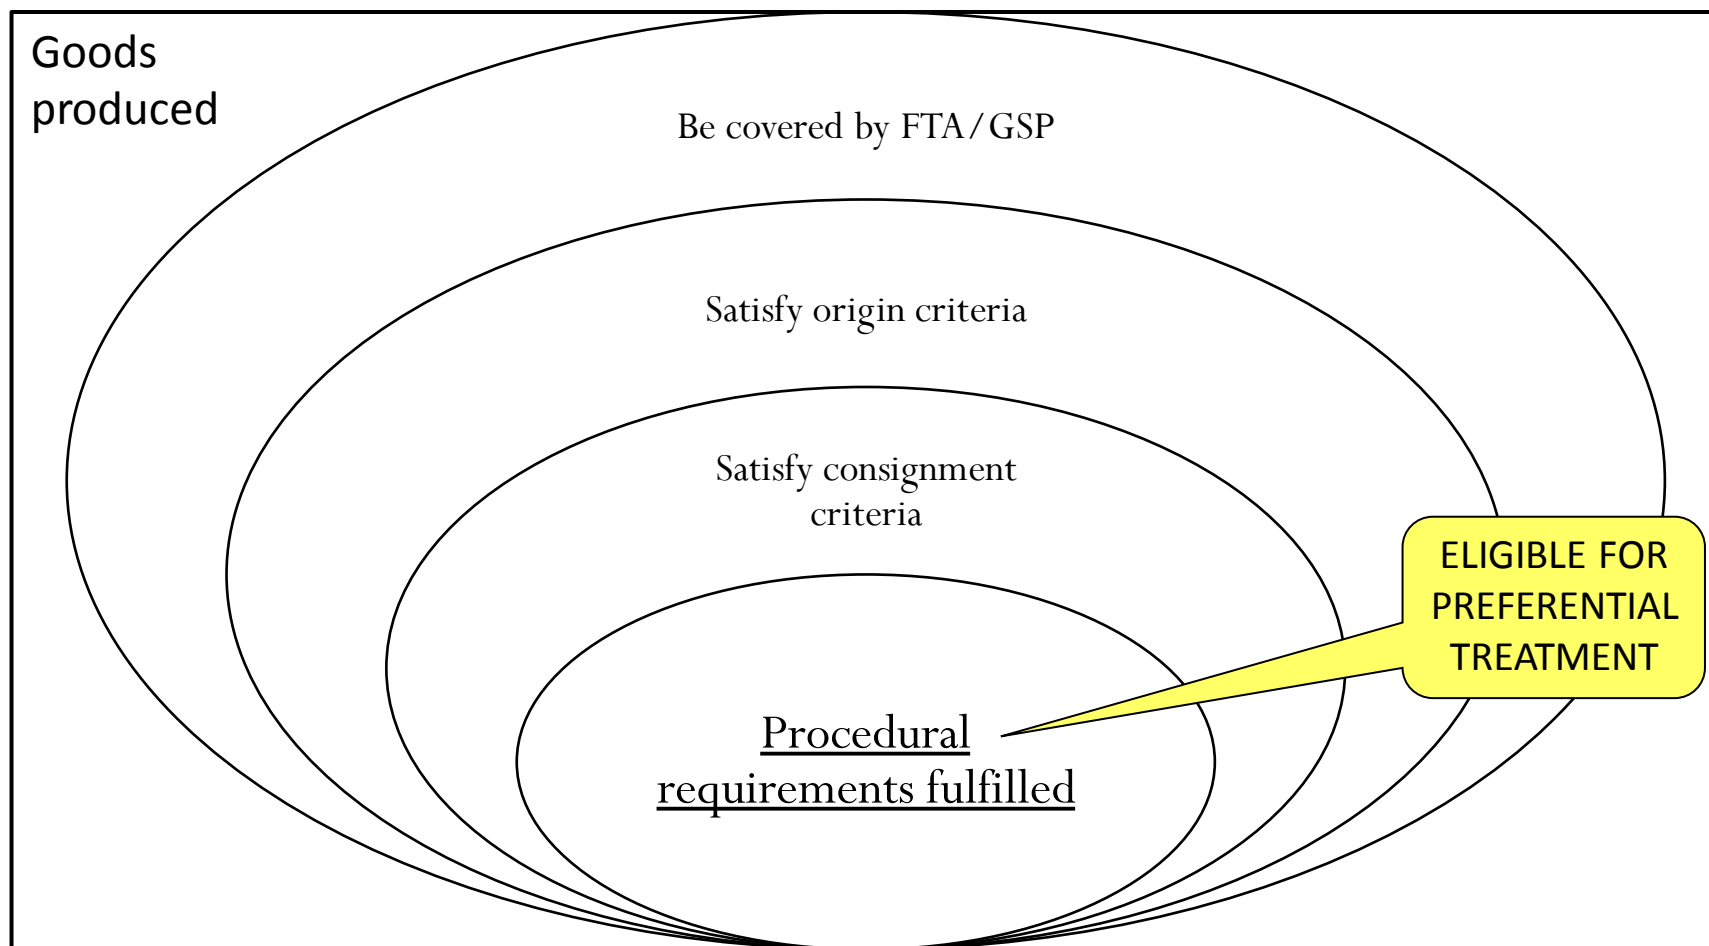 Goods
produced
Be covered by FTA/GSP
Satisfy origin criteria
Satisfy consignment
criteria
ELIGIBLE FOR
PREFERENTIAL
TREATMENT
Procedural
requirements fulfilled